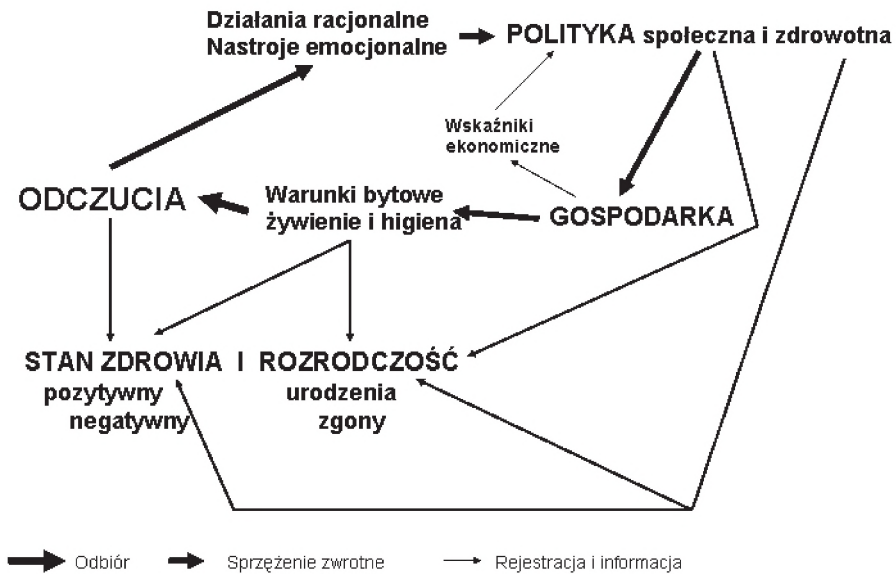 Działania racjonalne
Nastroje emocjonalne
POLITYKA społeczna i zdrowotna
Wskaźniki
ekonomiczne
ODCZUCIA
Warunki bytowe
żywienie i higiena
GOSPODARKA
STAN ZDROWIA I ROZRODCZOŚĆ
pozytywny
negatywny
urodzenia
zgony
Odbiór
Sprzężenie zwrotne
Rejestracja i informacja